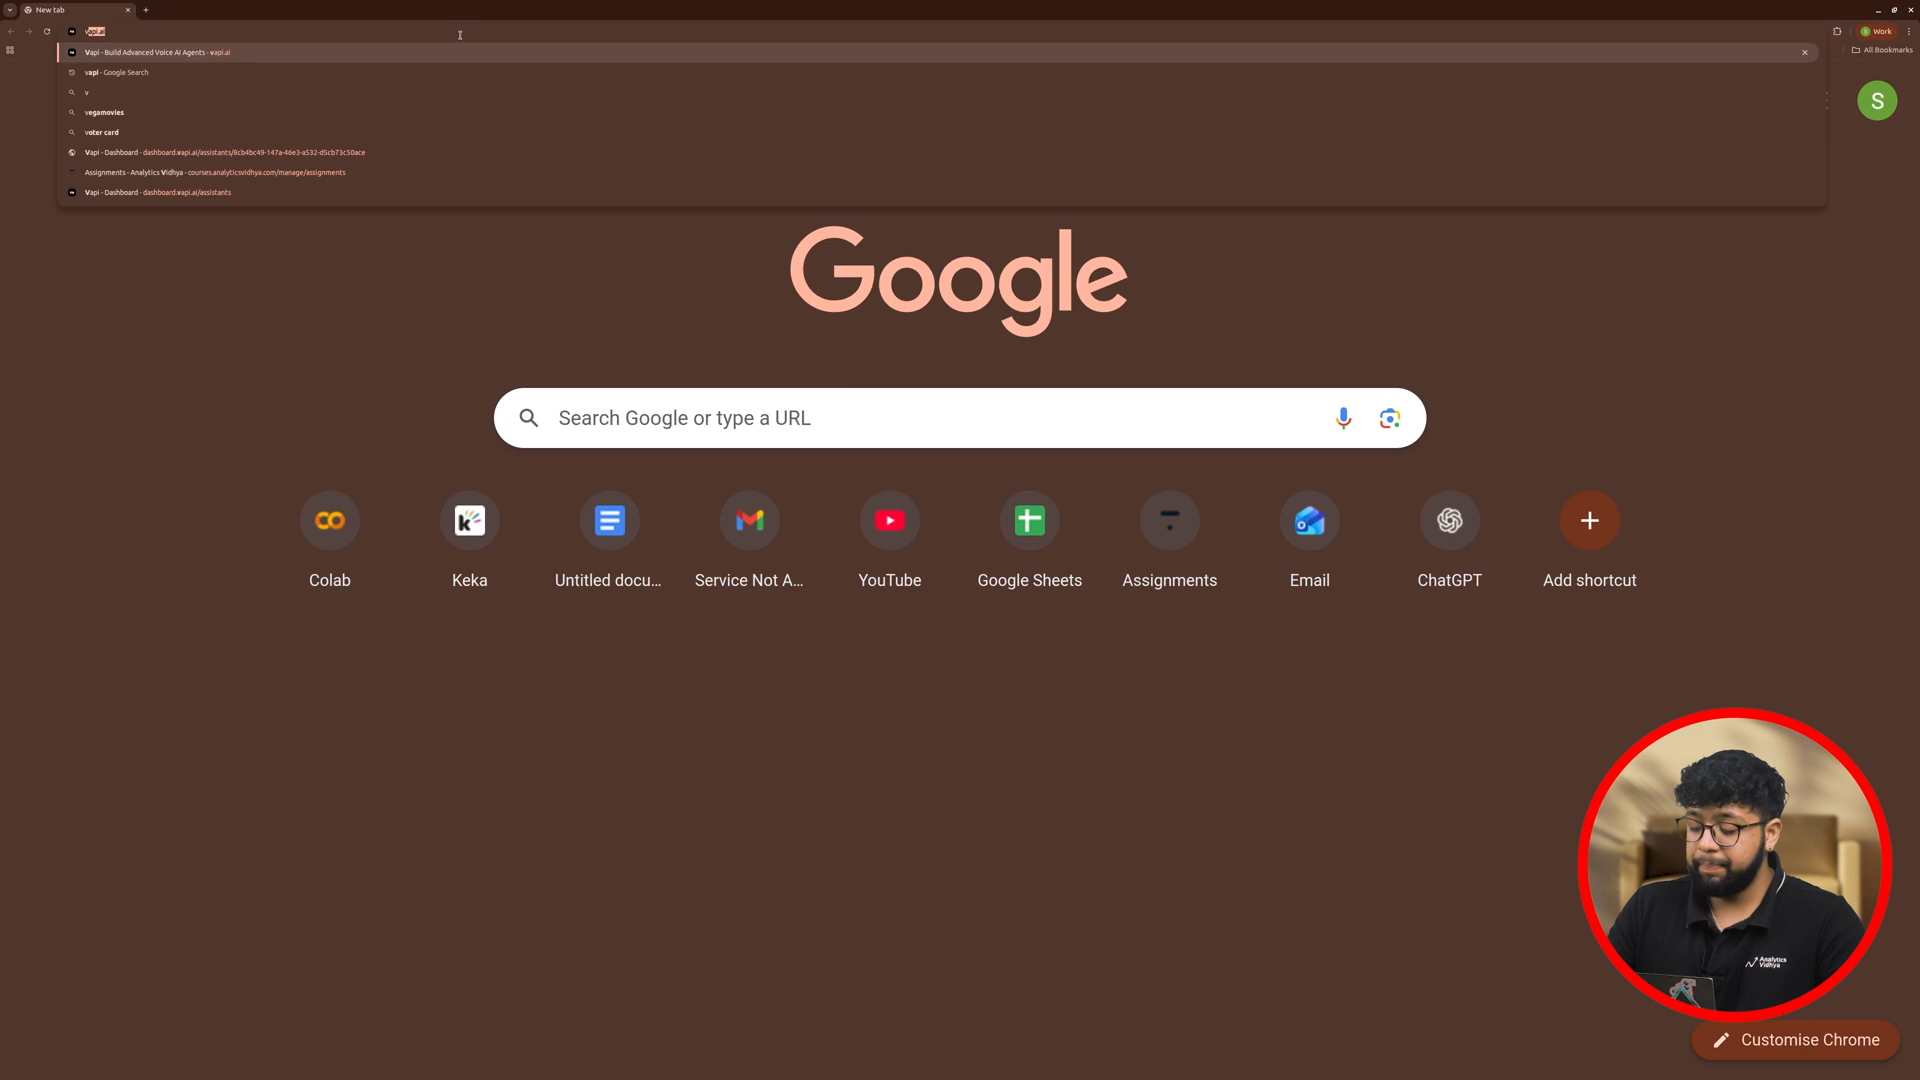 New tab
vapi.ai
Work
All Bookmarks
Vapi - Build Advanced Voice AI Agents - vapi.ai
vapi - Google Search
v
vegamovies
voter card
Vapi - Dashboard - dashboard.vapi.ai/assistants/8cb4bc49-147a-46e3-a532-d5cb73c50ace
Assignments - Analytics Vidhya - courses.analyticsvidhya.com/manage/assignments
Vapi - Dashboard - dashboard.vapi.ai/assistants
S
Google
Search Google or type a URL
Colab
Keka
Untitled docu...
Service Not A...
YouTube
Google Sheets
Assignments
Email
ChatGPT
Add shortcut
Analytics
Vidhya
Customise Chrome